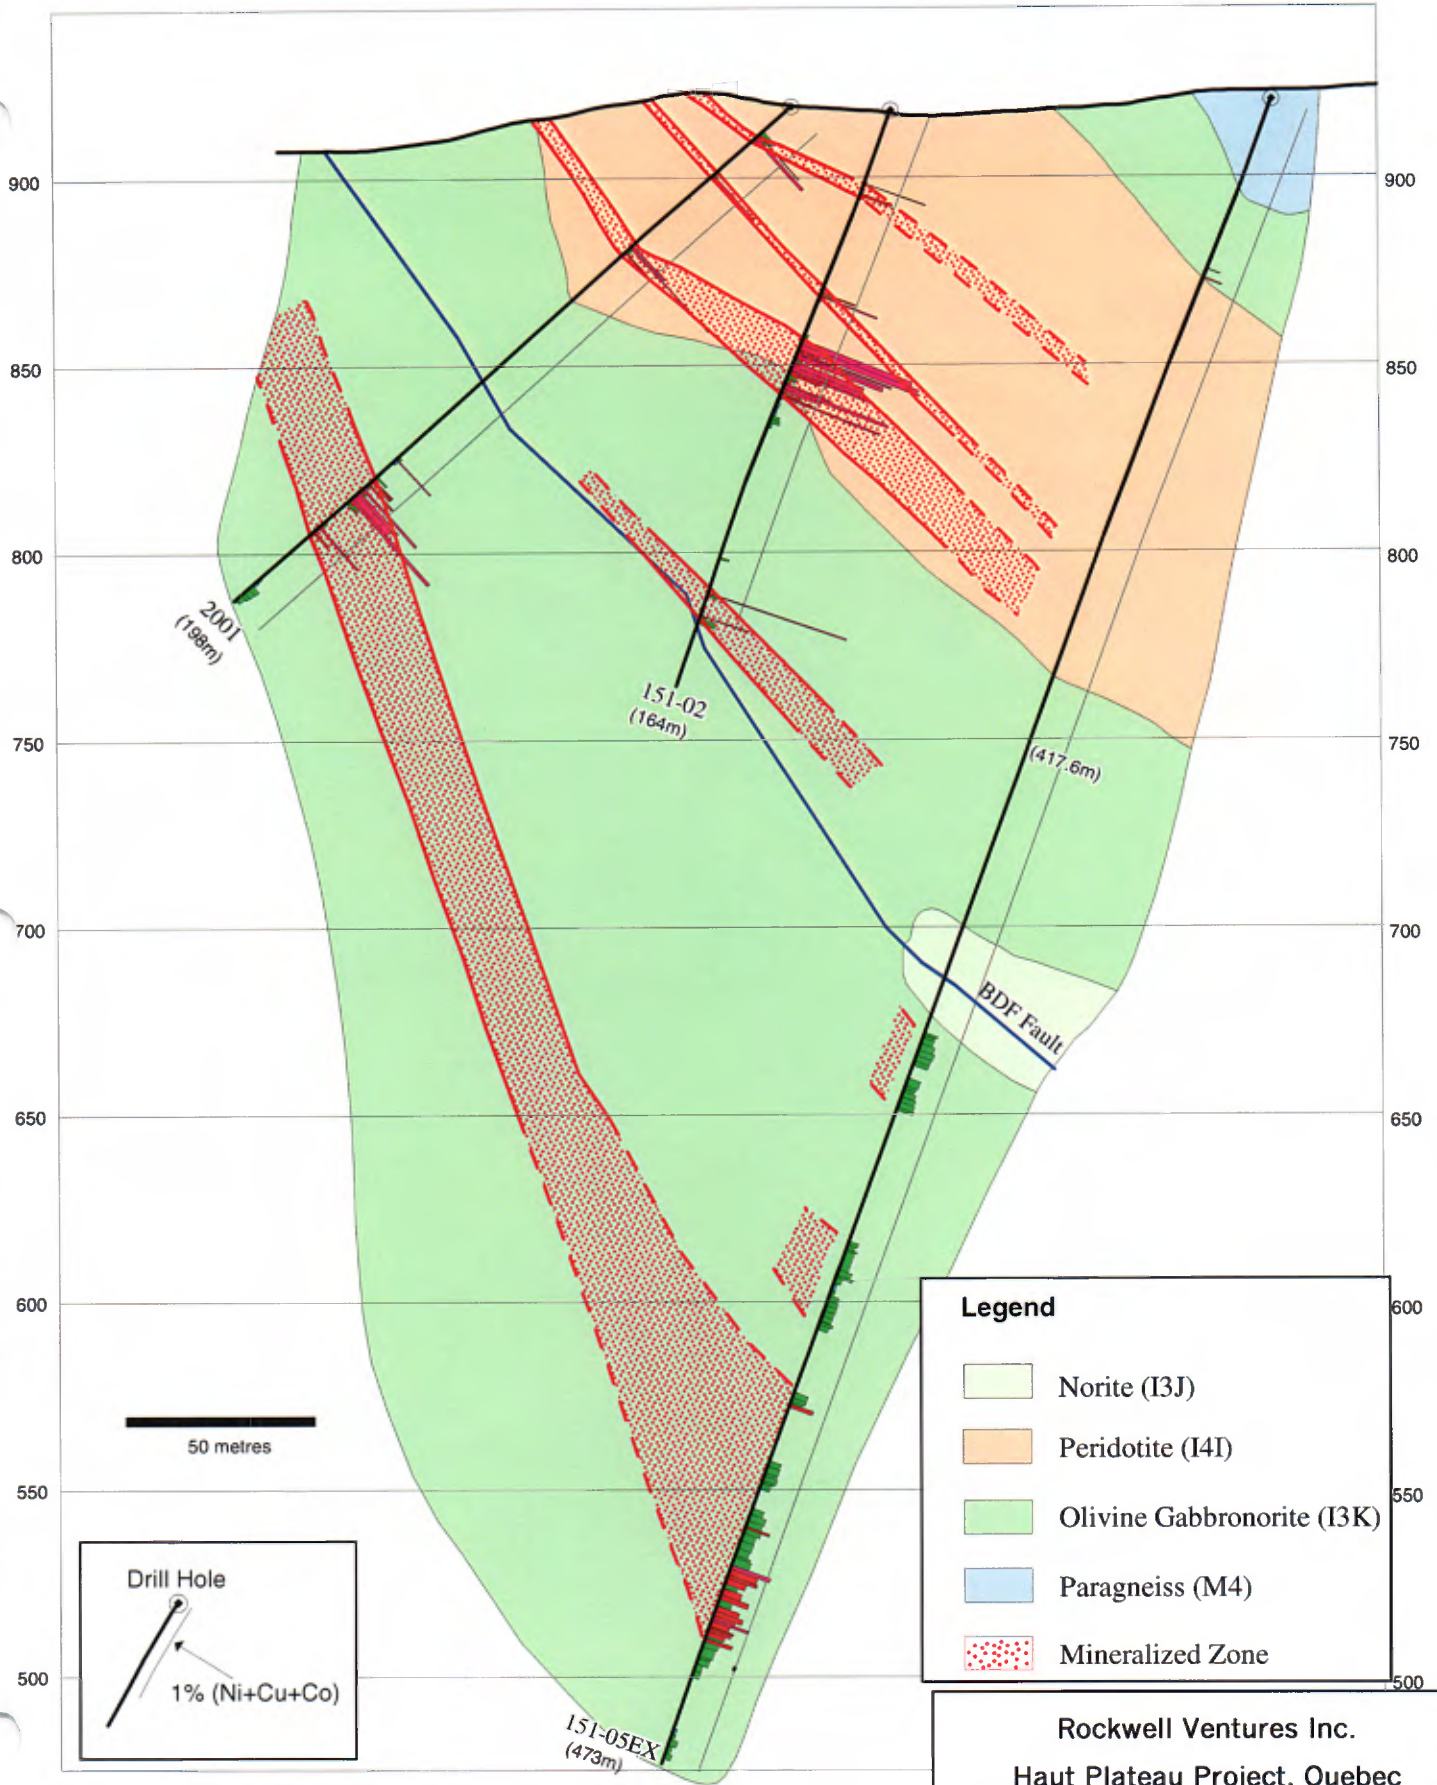 900
900
850
850
800
800
2001
(198m)
151-02
(164m)
750
750
(417.6m)
700
700
BDF Fault
650
650
600
600
Legend
Norite (I3J)
Peridotite (I4I)
50 metres
550
550
Olivine Gabbronorite (I3K)
Drill Hole
Paragneiss (M4)
1% (Ni+Cu+Co)
Mineralized Zone
500
500
151-05EX
(473m)
Rockwell Ventures Inc.
Haut Plateau Project, Quebec